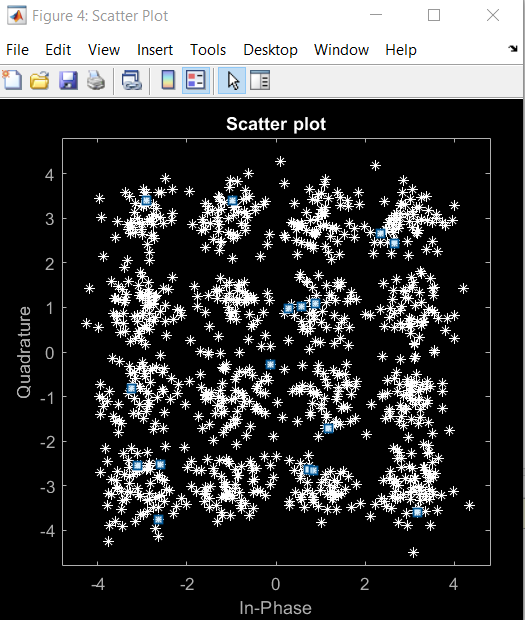 Figure 4: Scatter Plot
File Edit View Insert Tools Desktop Window Help
Scatter plot
4
3
2
1
0
-1
-2
-3
-4
Quadrature
-4 -2 0 2 4
In-Phase